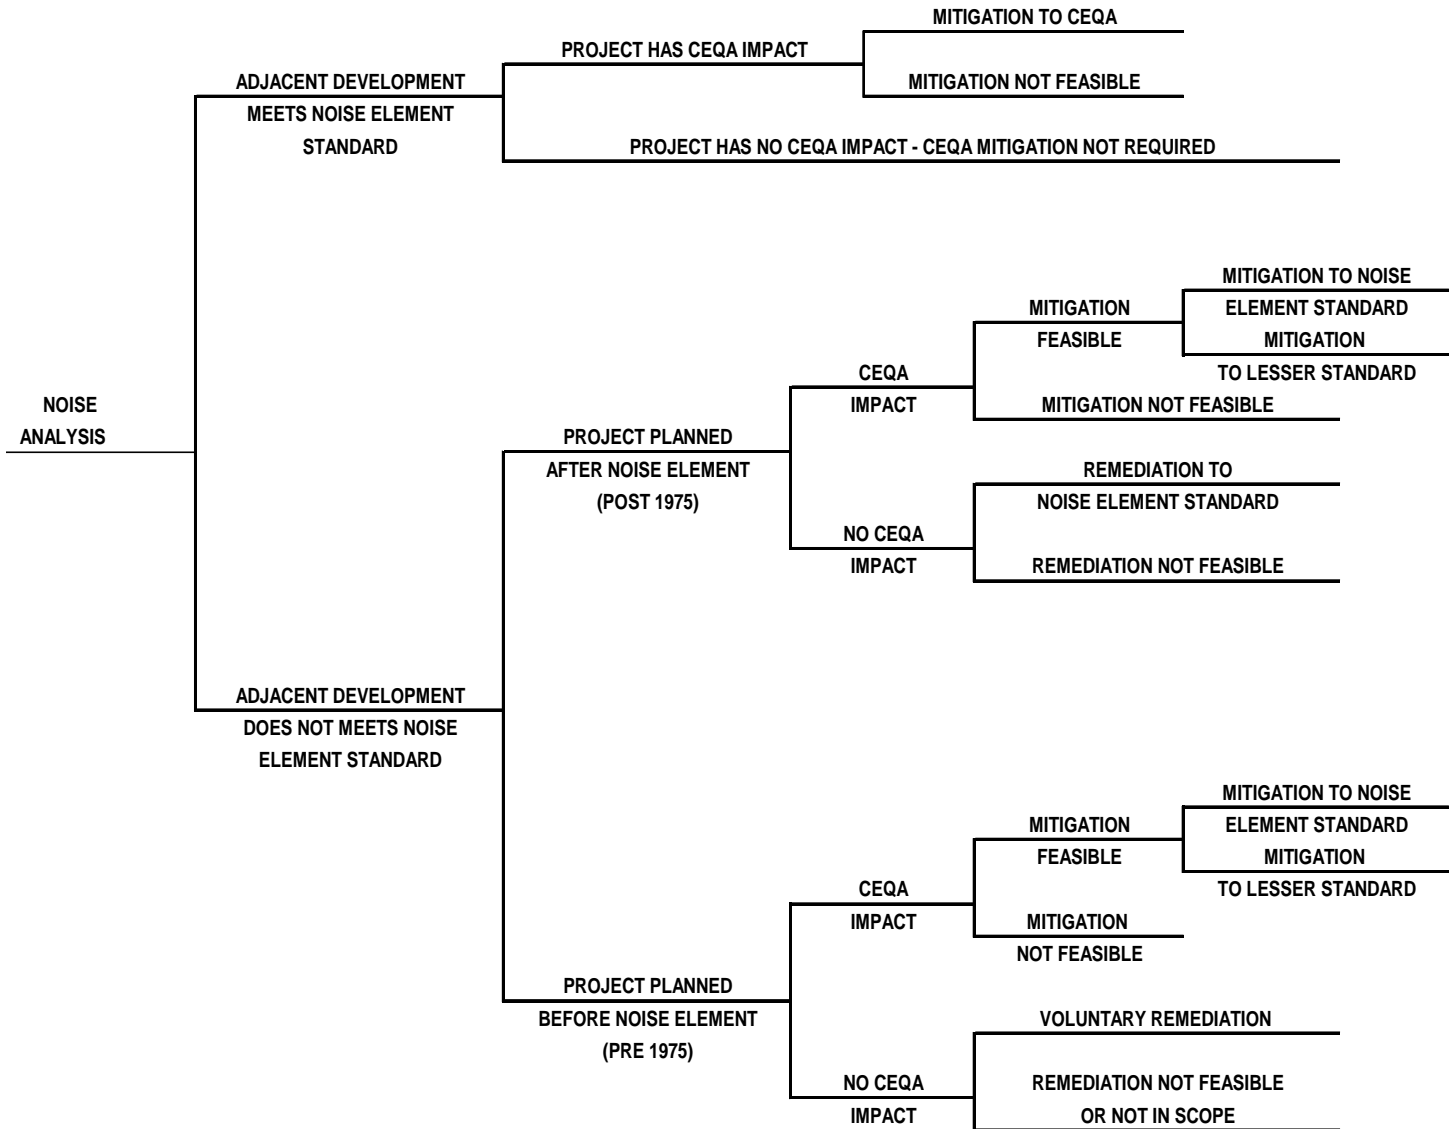 MITIGATION TO CEQA
PROJECT HAS CEQA IMPACT
ADJACENT DEVELOPMENT
MITIGATION NOT FEASIBLE
MEETS NOISE ELEMENT
STANDARD
PROJECT HAS NO CEQA IMPACT - CEQA MITIGATION NOT REQUIRED
MITIGATION TO NOISE
MITIGATION
ELEMENT STANDARD
FEASIBLE
MITIGATION
CEQA
TO LESSER STANDARD
NOISE
IMPACT
MITIGATION NOT FEASIBLE
ANALYSIS
PROJECT PLANNED
AFTER NOISE ELEMENT
REMEDIATION TO
(POST 1975)
NOISE ELEMENT STANDARD
NO CEQA
IMPACT
REMEDIATION NOT FEASIBLE
ADJACENT DEVELOPMENT
DOES NOT MEETS NOISE
ELEMENT STANDARD
MITIGATION TO NOISE
MITIGATION
ELEMENT STANDARD
FEASIBLE
MITIGATION
CEQA
TO LESSER STANDARD
IMPACT
MITIGATION
NOT FEASIBLE
PROJECT PLANNED
BEFORE NOISE ELEMENT
VOLUNTARY REMEDIATION
(PRE 1975)
NO CEQA
REMEDIATION NOT FEASIBLE
IMPACT
OR NOT IN SCOPE